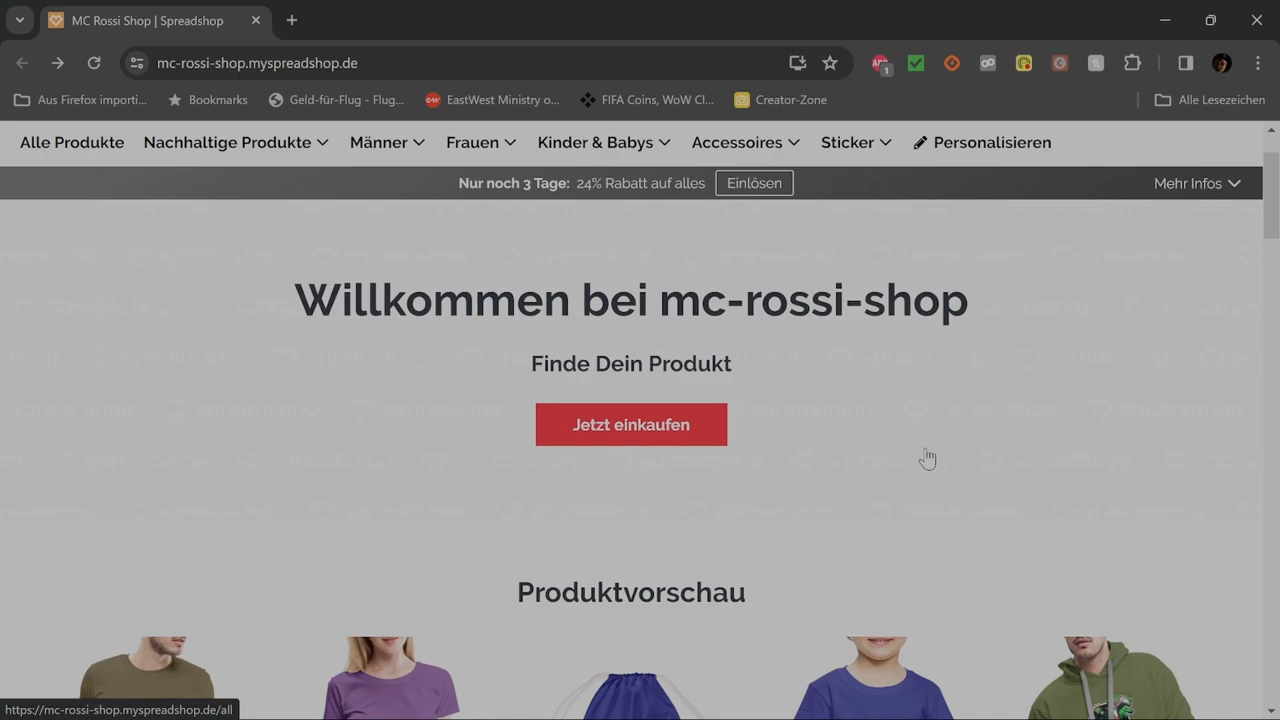 MC Rossi Shop | Spreadshop
mc-rossi-shop.myspreadshop.de
1
Aus Firefox importi...
Bookmarks
Geld-für-Flug - Flug...
EastWest Ministry o...
FIFA Coins, WoW Cl...
Creator-Zone
Alle Lesezeichen
Alle Produkte
Nachhaltige Produkte
Männer
Frauen
Kinder & Babys
Accessoires
Sticker
Personalisieren
Nur noch 3 Tage: 24% Rabatt auf alles
Einlösen
Mehr Infos
Willkommen bei mc-rossi-shop
Finde Dein Produkt
Jetzt einkaufen
Produktvorschau
https://mc-rossi-shop.myspreadshop.de/all